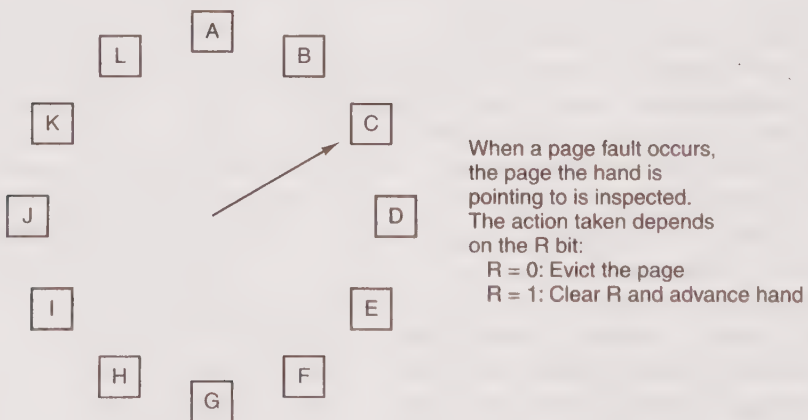 A
L
B
K
C
J
D
I
E
H
F
G
When a page fault occurs,
the page the hand is
pointing to is inspected.
The action taken depends
on the R bit:
R = 0: Evict the page
R = 1: Clear R and advance hand